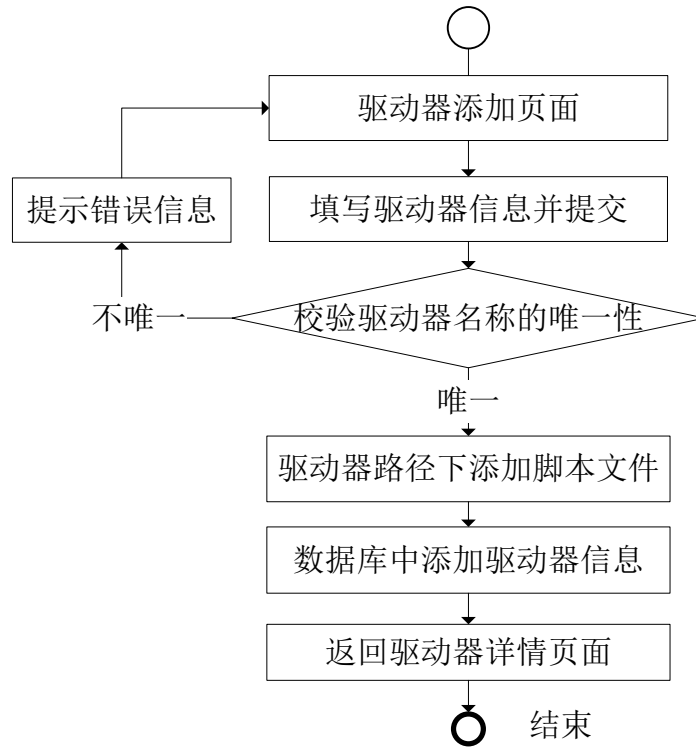 驱动器添加页面
提示错误信息
填写驱动器信息并提交
不唯一
校验驱动器名称的唯一性
唯一
驱动器路径下添加脚本文件
数据库中添加驱动器信息
返回驱动器详情页面
结束